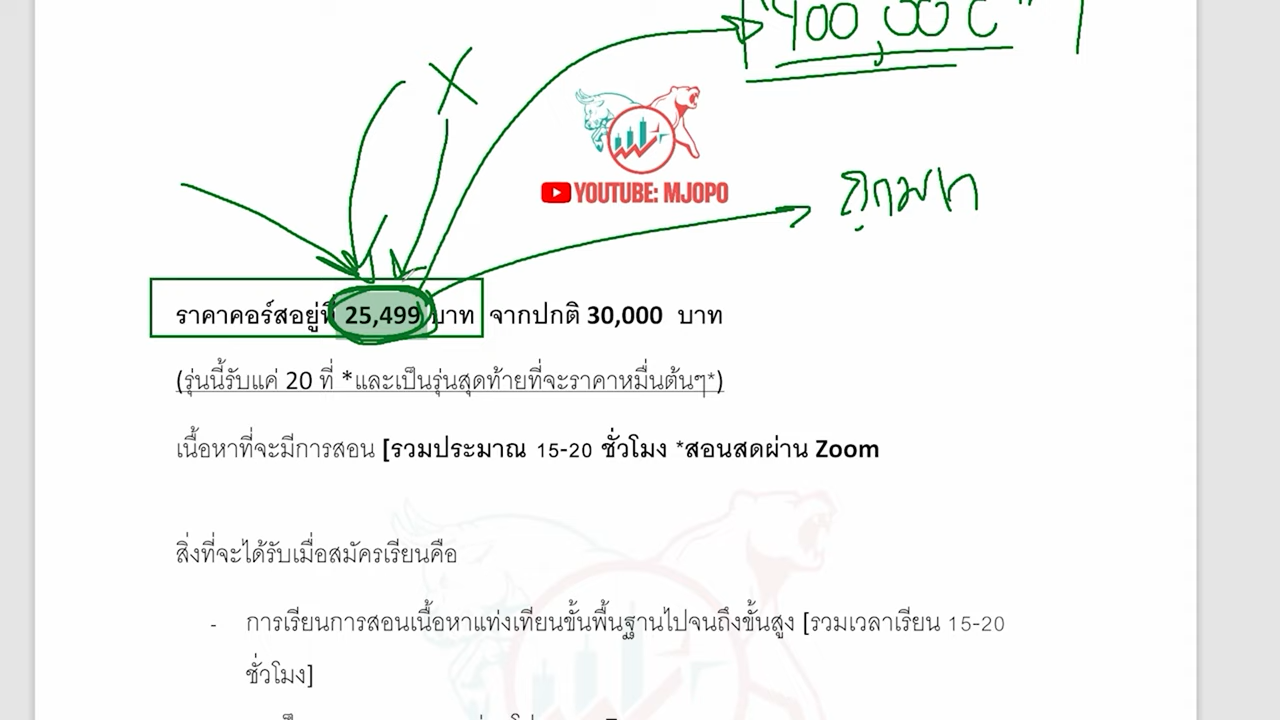 400,000
YOUTUBE: MJOPO
ถูกมาก
ราคาคอร์สอยู่ที่ 25,499 บาท จากปกติ 30,000 บาท
(รุ่นนี้รับแค่ 20 ที่ *และเป็นรุ่นสุดท้ายที่จะราคาหมื่นต้นๆ*)
เนื้อหาที่จะมีการสอน [รวมประมาณ 15-20 ชั่วโมง *สอนสดผ่าน Zoom
สิ่งที่จะได้รับเมื่อสมัครเรียนคือ
- การเรียนการสอนเนื้อหาแท่งเทียนขั้นพื้นฐานไปจนถึงขั้นสูง [รวมเวลาเรียน 15-20
ชั่วโมง]